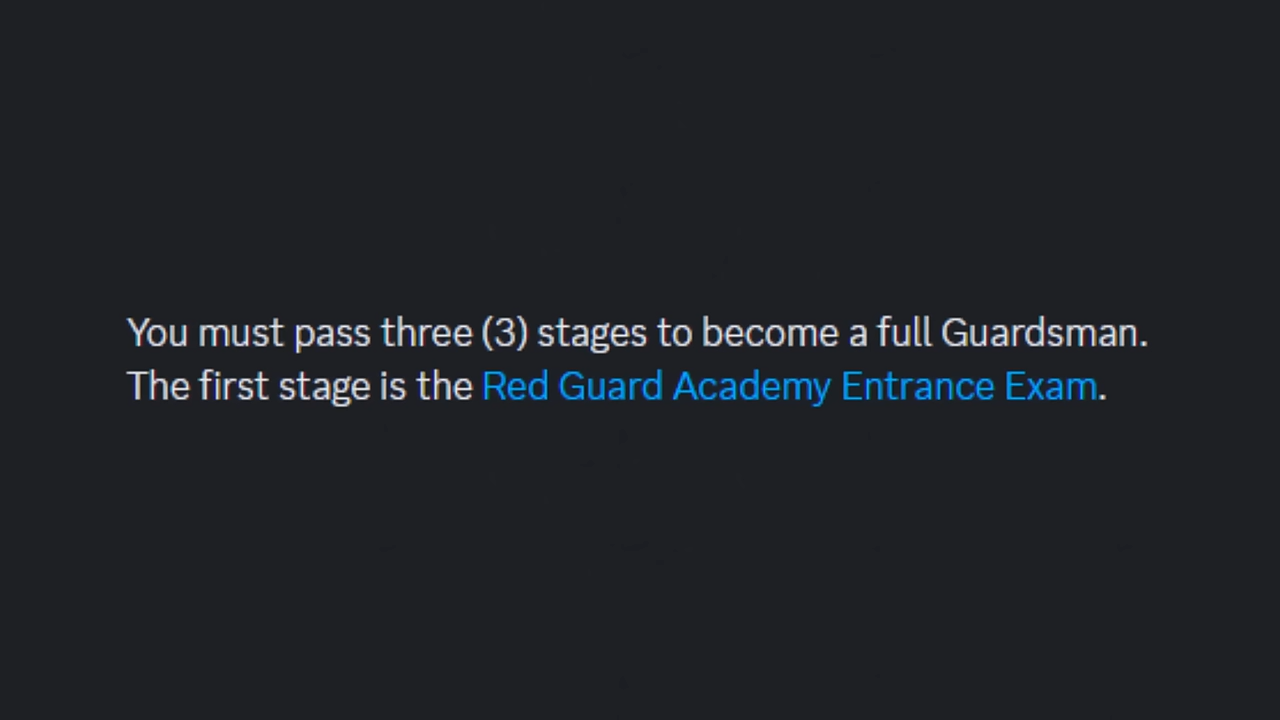 You must pass three (3) stages to become a full Guardsman.
The first stage is the Red Guard Academy Entrance Exam.